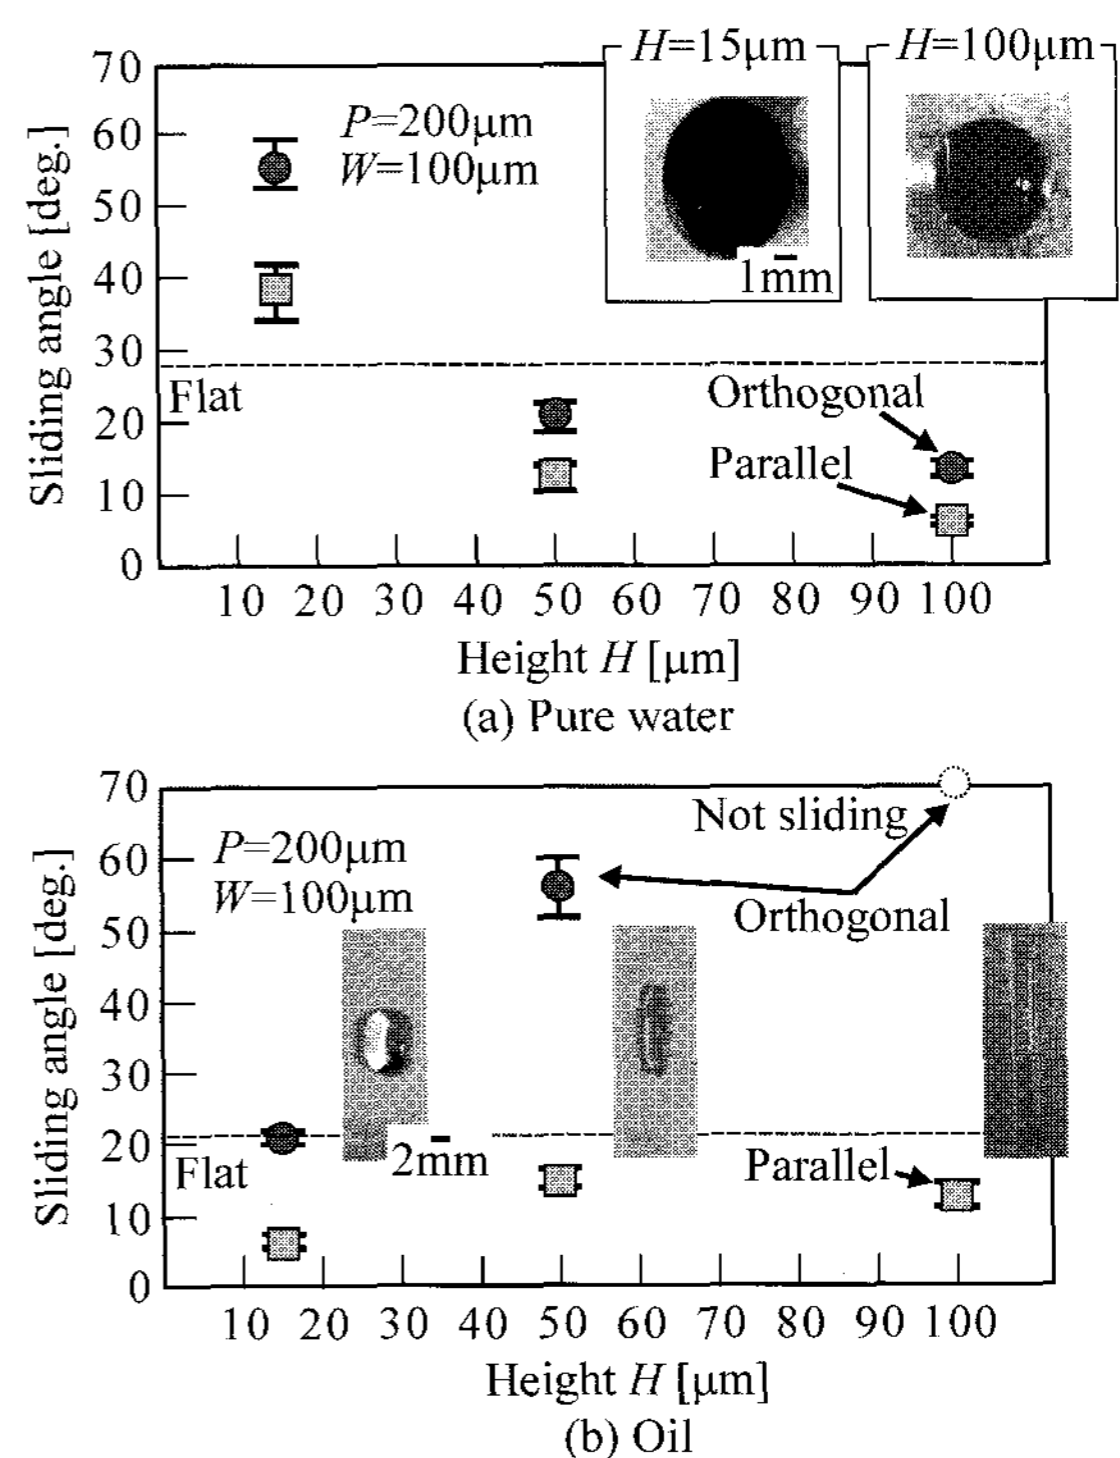 H=15μm
H=100μm
70
60
50
40
30
20
10
0
Sliding angle [deg.]
P=200μm
W=100μm
1mm
Flat
Orthogonal
Parallel
10 20 30 40 50 60 70 80 90 100
Height H [μm]
(a) Pure water
70
60
50
40
30
20
10
0
Sliding angle [deg.]
P=200μm
W=100μm
Not sliding
Orthogonal
2mm
Flat
Parallel
10 20 30 40 50 60 70 80 90 100
Height H [μm]
(b) Oil